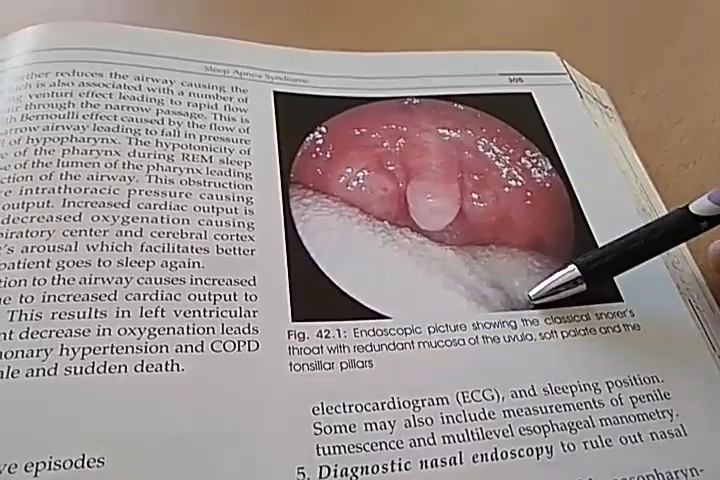 Sleep Apnea Syndrome
305
ther reduces the airway causing the
ch is also associated with a number of
venturi effect leading to rapid flow
air through the narrow passage. This is
Bernoulli effect caused by the flow of
arrow airway leading to fall in pressure
of hypopharynx. The hypotonicity of
e of the pharynx during REM sleep
se of the lumen of the pharynx leading
ction of the airway. This obstruction
e intrathoracic pressure causing
output. Increased cardiac output is
decreased oxygenation causing
piratory center and cerebral cortex
's arousal which facilitates better
patient goes to sleep again.
tion to the airway causes increased
ue to increased cardiac output to
This results in left ventricular
nt decrease in oxygenation leads
monary hypertension and COPD
ale and sudden death.
ve episodes
Fig. 42.1: Endoscopic picture showing the classical snorer's
throat with redundant mucosa of the uvula, soft palate and the
tonsillar pillars
electrocardiogram (ECG), and sleeping position.
Some may also include measurements of penile
tumescence and multilevel esophageal manometry.
5. Diagnostic nasal endoscopy to rule out nasal